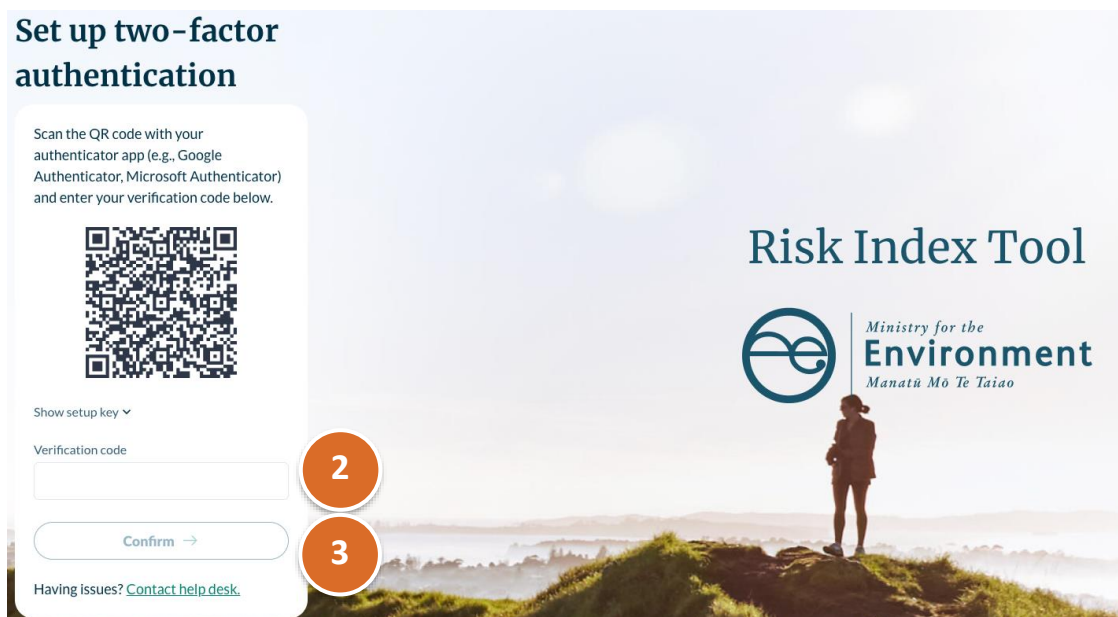 Set up two-factor
authentication
Scan the QR code with your
authenticator app (e.g., Google
Authenticator, Microsoft Authenticator)
and enter your verification code below.
Show setup key
Verification code
2
Confirm →
3
Having issues? Contact help desk.
Risk Index Tool
Ministry for the
Environment
Manatū Mō Te Taiao